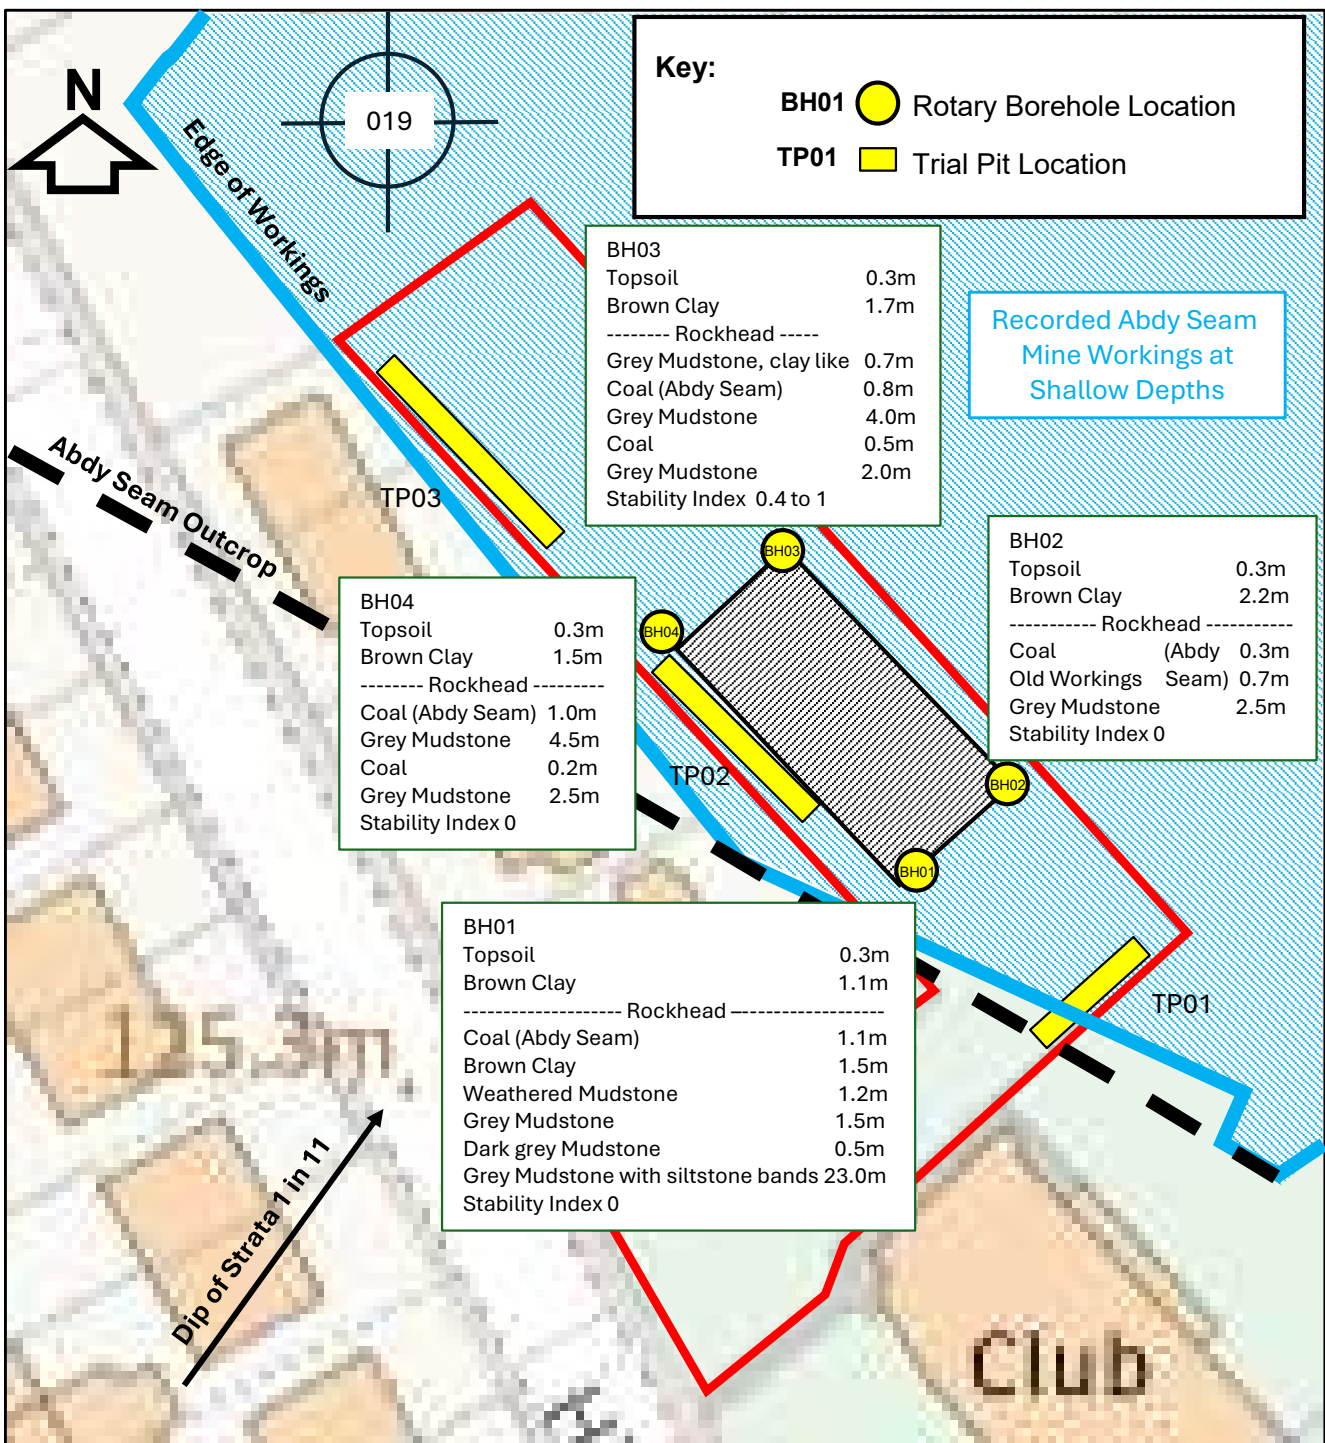 N
019
Key:
BH01 Rotary Borehole Location
TP01 Trial Pit Location
Edge of Workings
BH03
Topsoil 0.3m
Brown Clay 1.7m
-------- Rockhead -----
Grey Mudstone, clay like 0.7m
Coal (Abdy Seam) 0.8m
Grey Mudstone 4.0m
Coal 0.5m
Grey Mudstone 2.0m
Stability Index 0.4 to 1
Recorded Abdy Seam
Mine Workings at
Shallow Depths
Abdy Seam Outcrop
TP03
BH03
BH02
Topsoil 0.3m
Brown Clay 2.2m
----------- Rockhead -----------
Coal (Abdy 0.3m
Old Workings Seam) 0.7m
Grey Mudstone 2.5m
Stability Index 0
BH04
BH04
Topsoil 0.3m
Brown Clay 1.5m
-------- Rockhead ---------
Coal (Abdy Seam) 1.0m
Grey Mudstone 4.5m
Coal 0.2m
Grey Mudstone 2.5m
Stability Index 0
TP02
BH02
BH01
BH01
Topsoil 0.3m
Brown Clay 1.1m
-------------------- Rockhead -------------------
Coal (Abdy Seam) 1.1m
Brown Clay 1.5m
Weathered Mudstone 1.2m
Grey Mudstone 1.5m
Dark grey Mudstone 0.5m
Grey Mudstone with siltstone bands 23.0m
Stability Index 0
TP01
Dip of Strata 1 in 11
Club